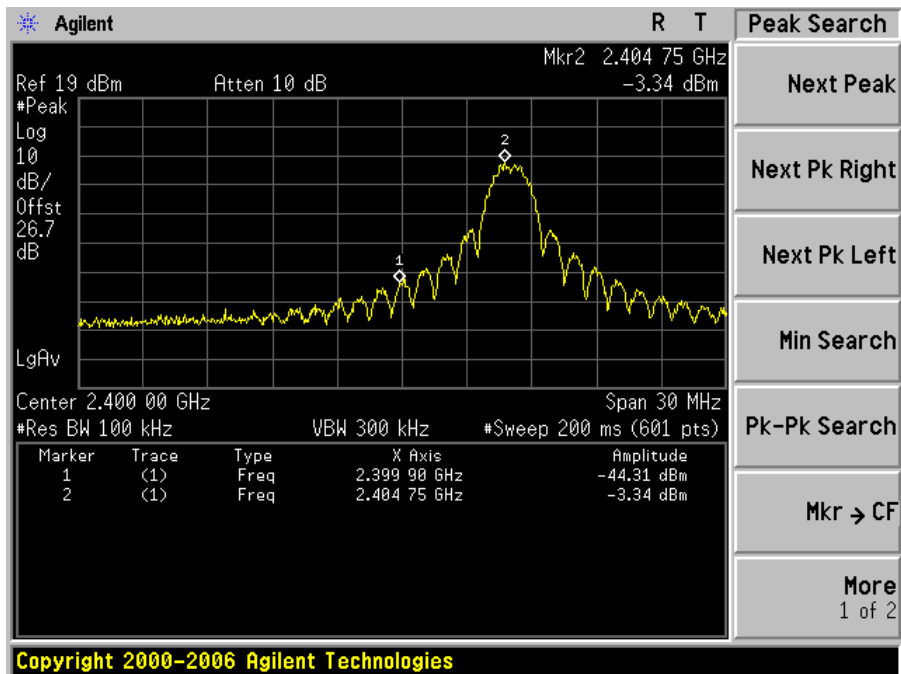 Agilent R T
Peak Search
Mkr2 2.404 75 GHz
Ref 19 dBm Atten 10 dB -3.34 dBm
#Peak
Log
10
dB/
Offst
26.7
dB
LgAv
1
2
Center 2.400 00 GHz Span 30 MHz
#Res BW 100 kHz VBW 300 kHz #Sweep 200 ms (601 pts)
Marker Trace Type X Axis Amplitude
1 (1) Freq 2.399 90 GHz -44.31 dBm
2 (1) Freq 2.404 75 GHz -3.34 dBm
Next Peak
Next Pk Right
Next Pk Left
Min Search
Pk-Pk Search
Mkr → CF
More
1 of 2
Copyright 2000-2006 Agilent Technologies